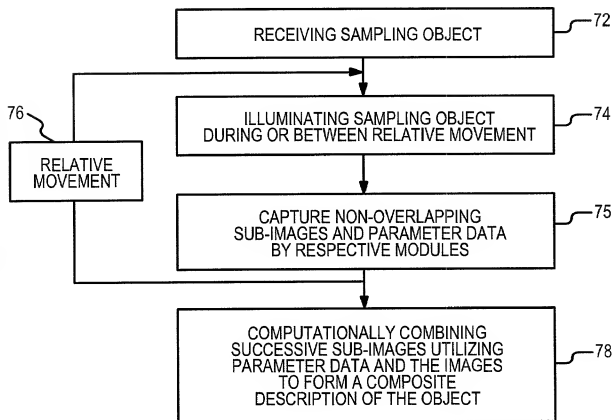 RECEIVING SAMPLING OBJECT
72
76
ILLUMINATING SAMPLING OBJECT
DURING OR BETWEEN RELATIVE MOVEMENT
74
RELATIVE
MOVEMENT
CAPTURE NON-OVERLAPPING
SUB-IMAGES AND PARAMETER DATA
BY RESPECTIVE MODULES
75
COMPUTATIONALLY COMBINING
SUCCESSIVE SUB-IMAGES UTILIZING
PARAMETER DATA AND THE IMAGES
TO FORM A COMPOSITE
DESCRIPTION OF THE OBJECT
78